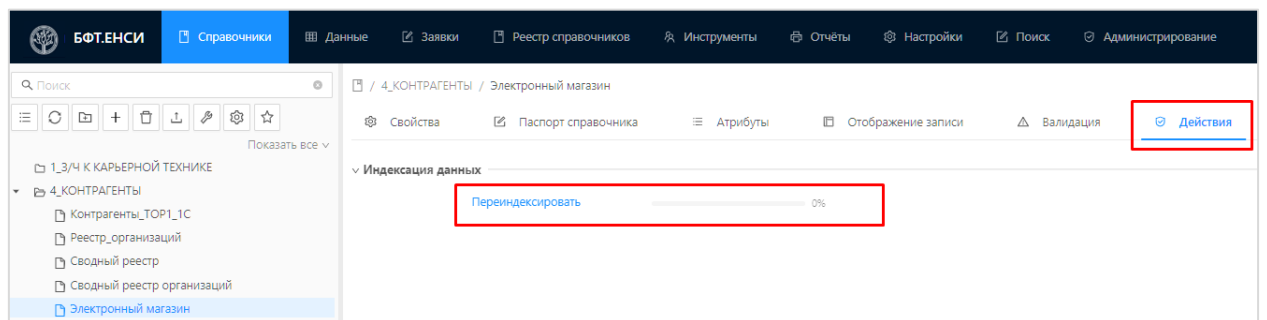 БФТ.ЕНСИ Справочники Данные Заявки Реестр справочников Инструменты Отчёты Настройки Поиск Администрирование
Поиск
/ 4_КОНТРАГЕНТЫ / Электронный магазин
Свойства Паспорт справочника Атрибуты Отображение записи Валидация Действия
Показать все
Индексация данных
1_З/Ч К КАРЬЕРНОЙ ТЕХНИКЕ
4_КОНТРАГЕНТЫ
Переиндексировать 0%
Контрагенты_TOP1_1C
Реестр_организаций
Сводный реестр
Сводный реестр организаций
Электронный магазин